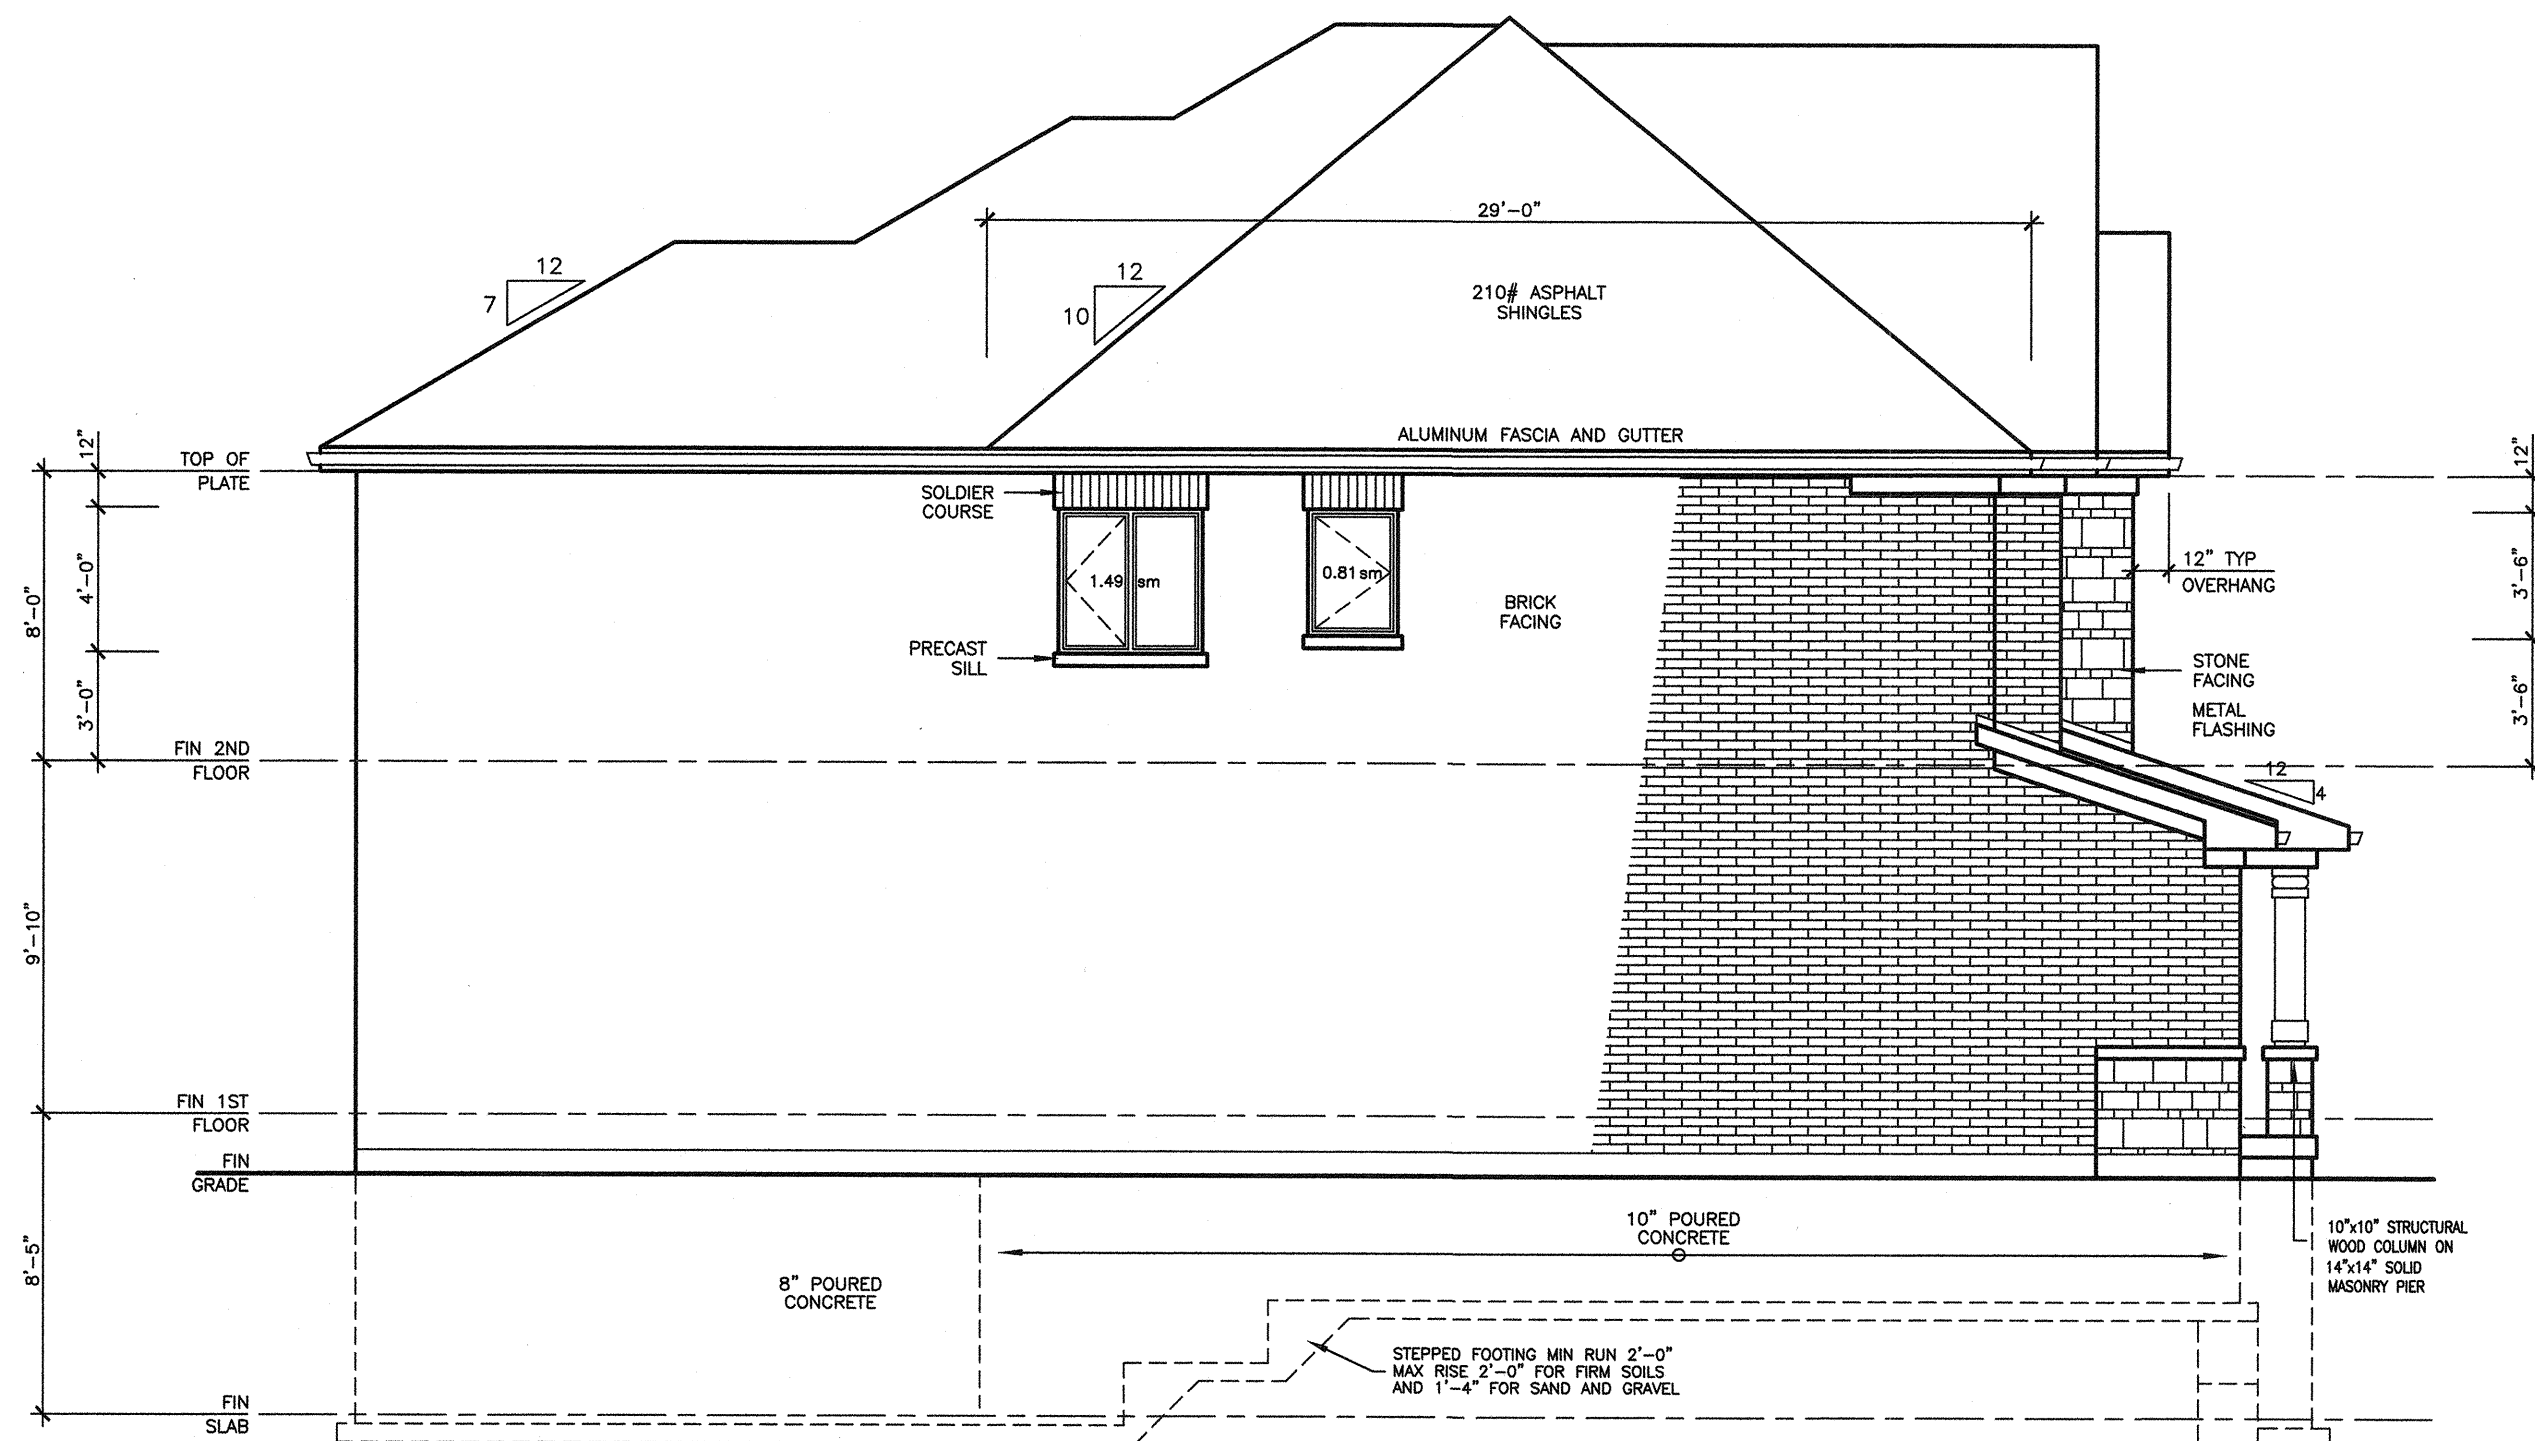 29'-0"
12
7
12
10
210# ASPHALT
SHINGLES
ALUMINUM FASCIA AND GUTTER
12"
TOP OF
PLATE
12"
SOLDIER
COURSE
4'-0"
8'-0"
1.49 sm
0.81 sm
12" TYP
OVERHANG
3'-6"
BRICK
FACING
PRECAST
SILL
STONE
FACING
3'-0"
METAL
FLASHING
3'-6"
FIN 2ND
FLOOR
12
4
9'-10"
FIN 1ST
FLOOR
FIN
GRADE
10" POURED
CONCRETE
10"x10" STRUCTURAL
WOOD COLUMN ON
14"x14" SOLID
MASONRY PIER
8'-5"
8" POURED
CONCRETE
STEPPED FOOTING MIN RUN 2'-0"
MAX RISE 2'-0" FOR FIRM SOILS
AND 1'-4" FOR SAND AND GRAVEL
FIN
SLAB